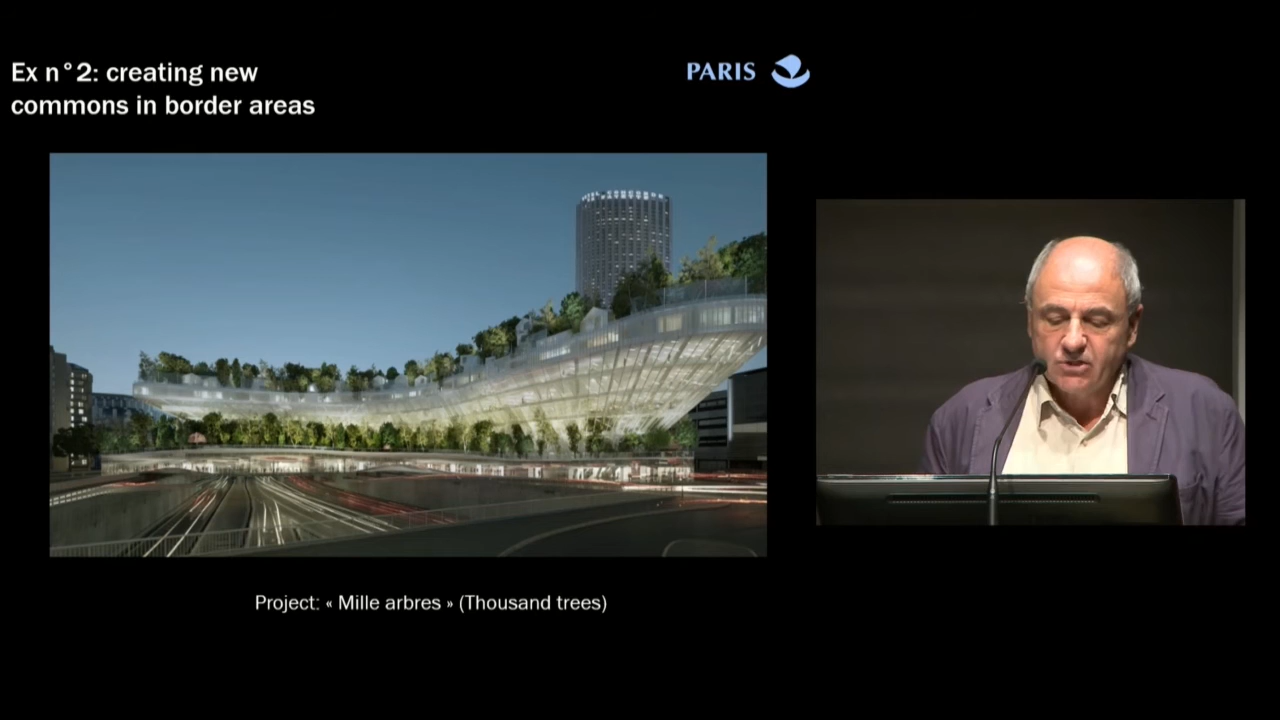 Ex n°2: creating new
commons in border areas
PARIS
Project: « Mille arbres » (Thousand trees)